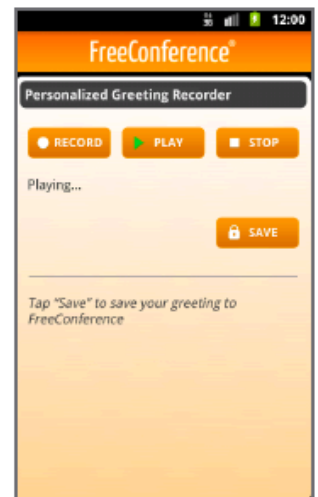 12:00
FreeConference®
Personalized Greeting Recorder
RECORD PLAY STOP
Playing...
SAVE
Tap "Save" to save your greeting to
FreeConference